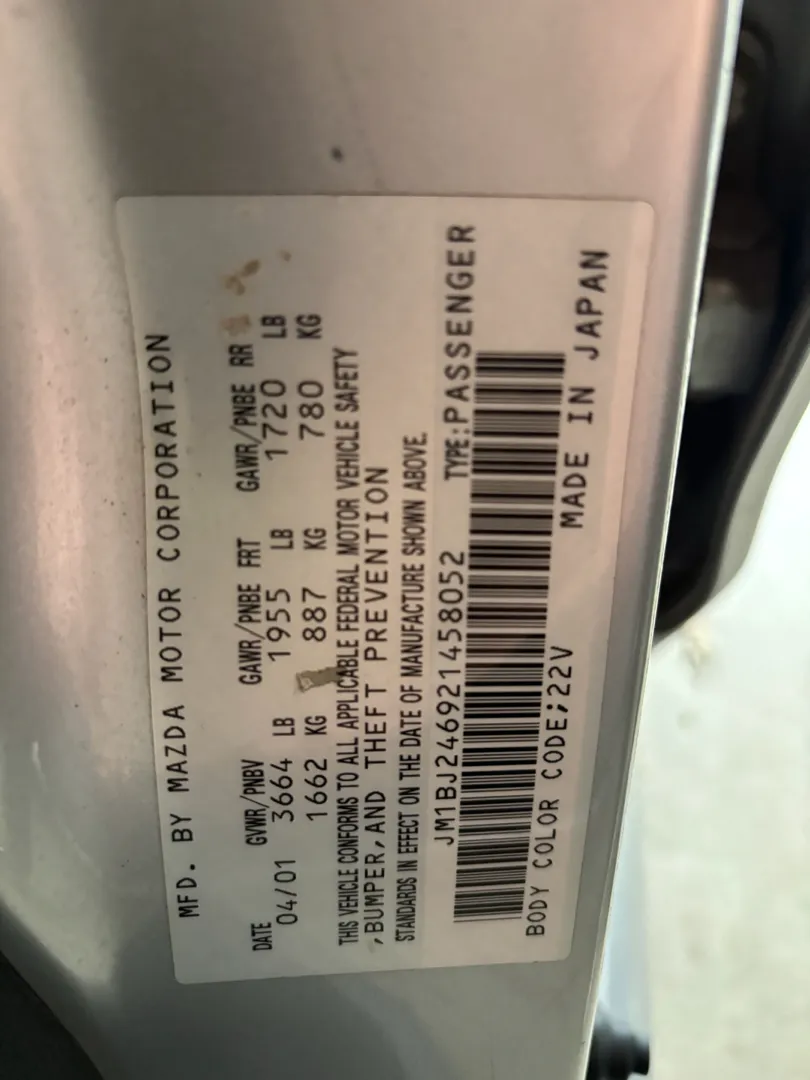 MFD. BY MAZDA MOTOR CORPORATION
DATE GVWR/PNBV GAWR/PNBE FRT GAWR/PNBE RR
04/01 3664 LB 1955 LB 1720 LB
1662 KG 887 KG 780 KG
THIS VEHICLE CONFORMS TO ALL APPLICABLE FEDERAL MOTOR VEHICLE SAFETY
,BUMPER,AND THEFT PREVENTION
STANDARDS IN EFFECT ON THE DATE OF MANUFACTURE SHOWN ABOVE.
JM1BJ246921458052 TYPE:PASSENGER
BODY COLOR CODE;22V MADE IN JAPAN